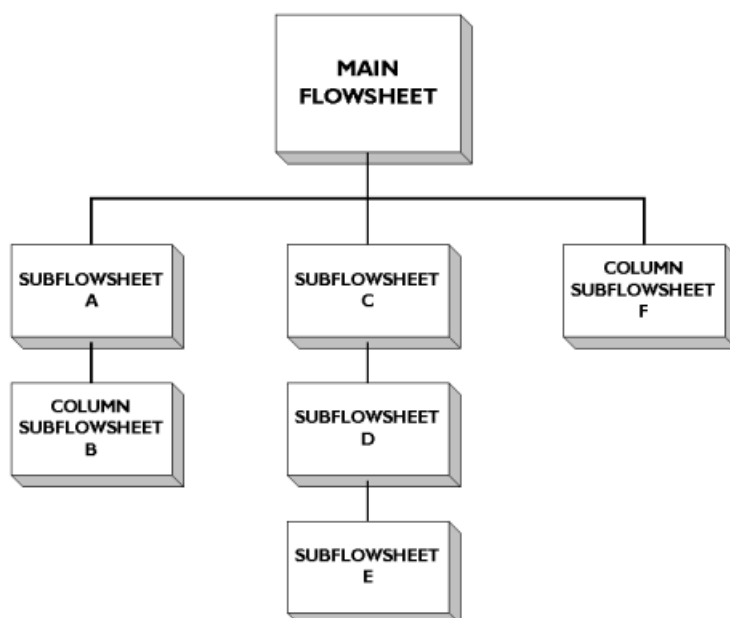 MAIN
FLOWSHEET
SUBFLOWSHEET
A
SUBFLOWSHEET
C
COLUMN
SUBFLOWSHEET
F
COLUMN
SUBFLOWSHEET
B
SUBFLOWSHEET
D
SUBFLOWSHEET
E